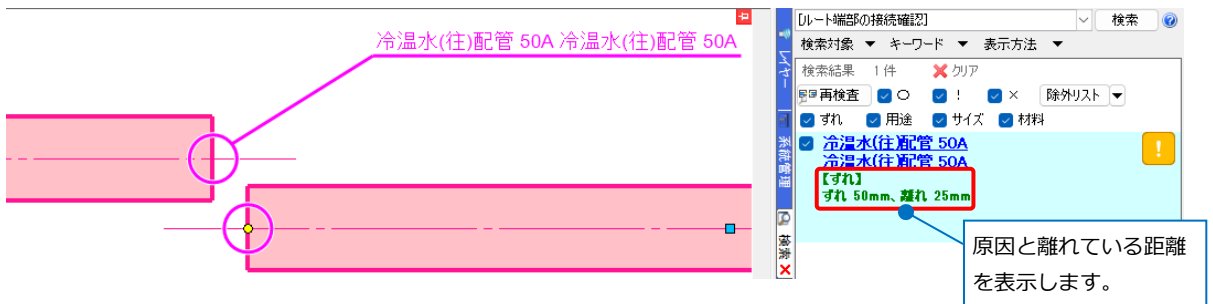 冷温水(往)配管 50A 冷温水(往)配管 50A
レイヤー
系統管理
検索
[ルート端部の接続確認]
検索
検索対象 ▼ キーワード ▼ 表示方法 ▼
検索結果 1件 クリア
再検査 ○ ! × 除外リスト ▼
ずれ 用途 サイズ 材料
冷温水(往)配管 50A
冷温水(往)配管 50A
【ずれ】
ずれ 50mm、離れ 25mm
原因と離れている距離
を表示します。